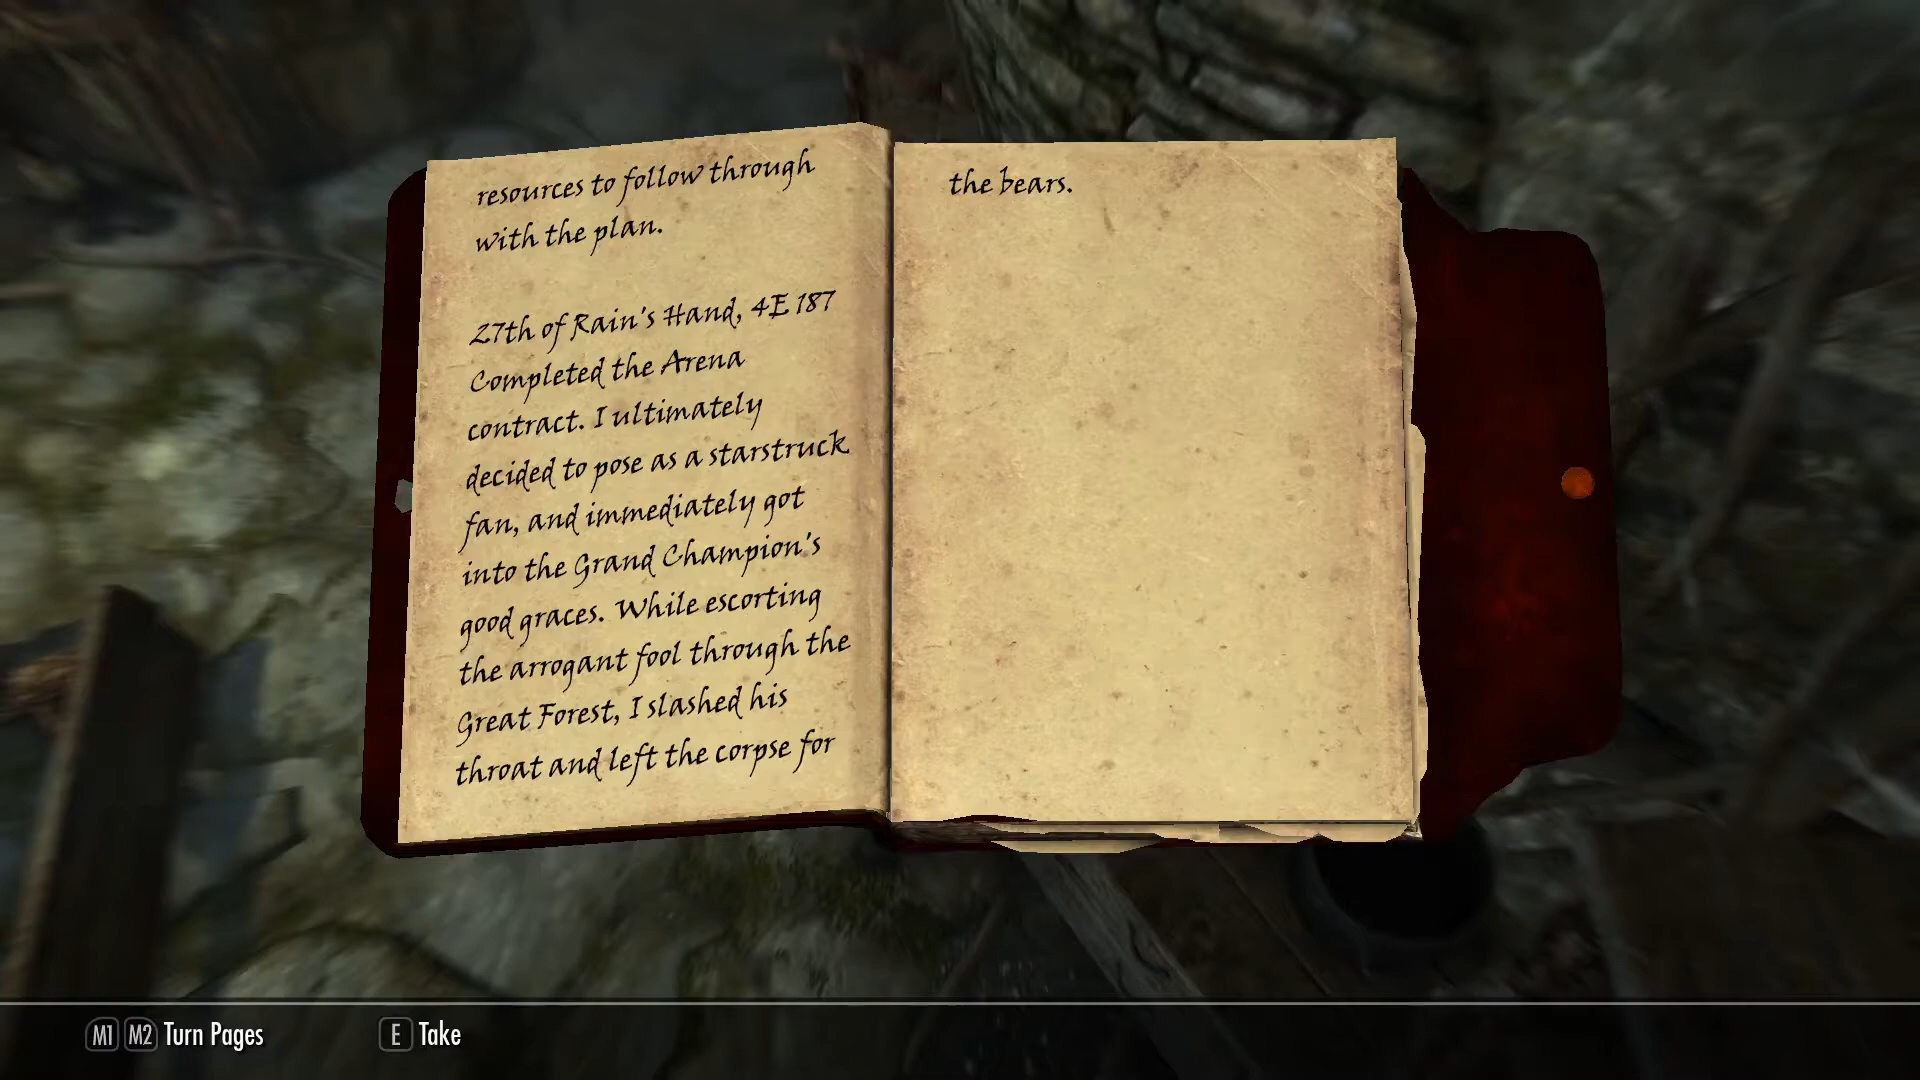 resources to follow through
with the plan.
27th of Rain's Hand, 4E 187
Completed the Arena
contract. I ultimately
decided to pose as a starstruck
fan, and immediately got
into the Grand Champion's
good graces. While escorting
the arrogant fool through the
Great Forest, I slashed his
throat and left the corpse for
the bears.
M1 M2 Turn Pages
E Take